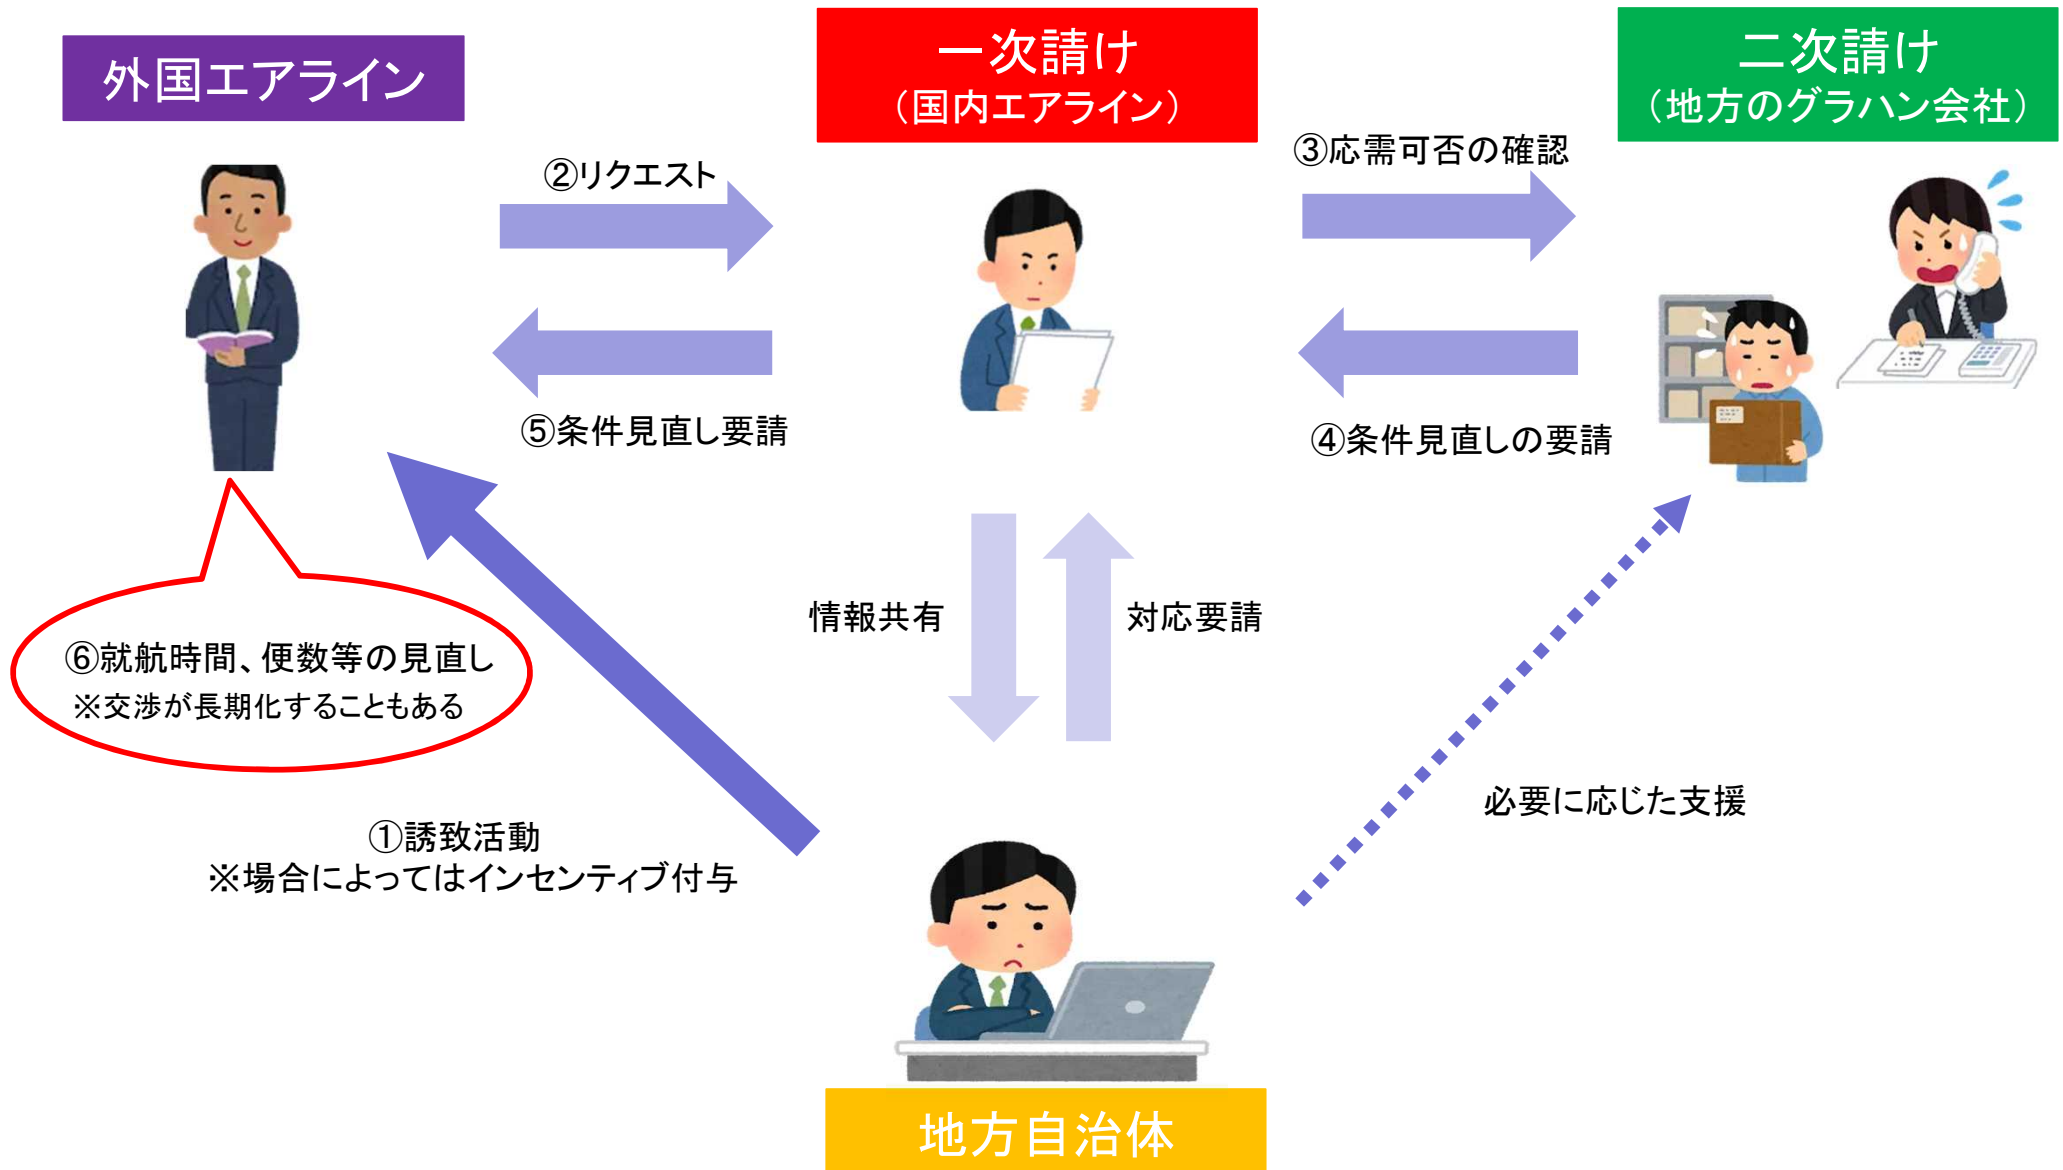 外国エアライン
一次請け
（国内エアライン）
二次請け
（地方のグラハン会社）
②リクエスト
③応需可否の確認
⑤条件見直し要請
④条件見直しの要請
情報共有
対応要請
⑥就航時間、便数等の見直し
※交渉が長期化することもある
①誘致活動
※場合によってはインセンティブ付与
必要に応じた支援
地方自治体